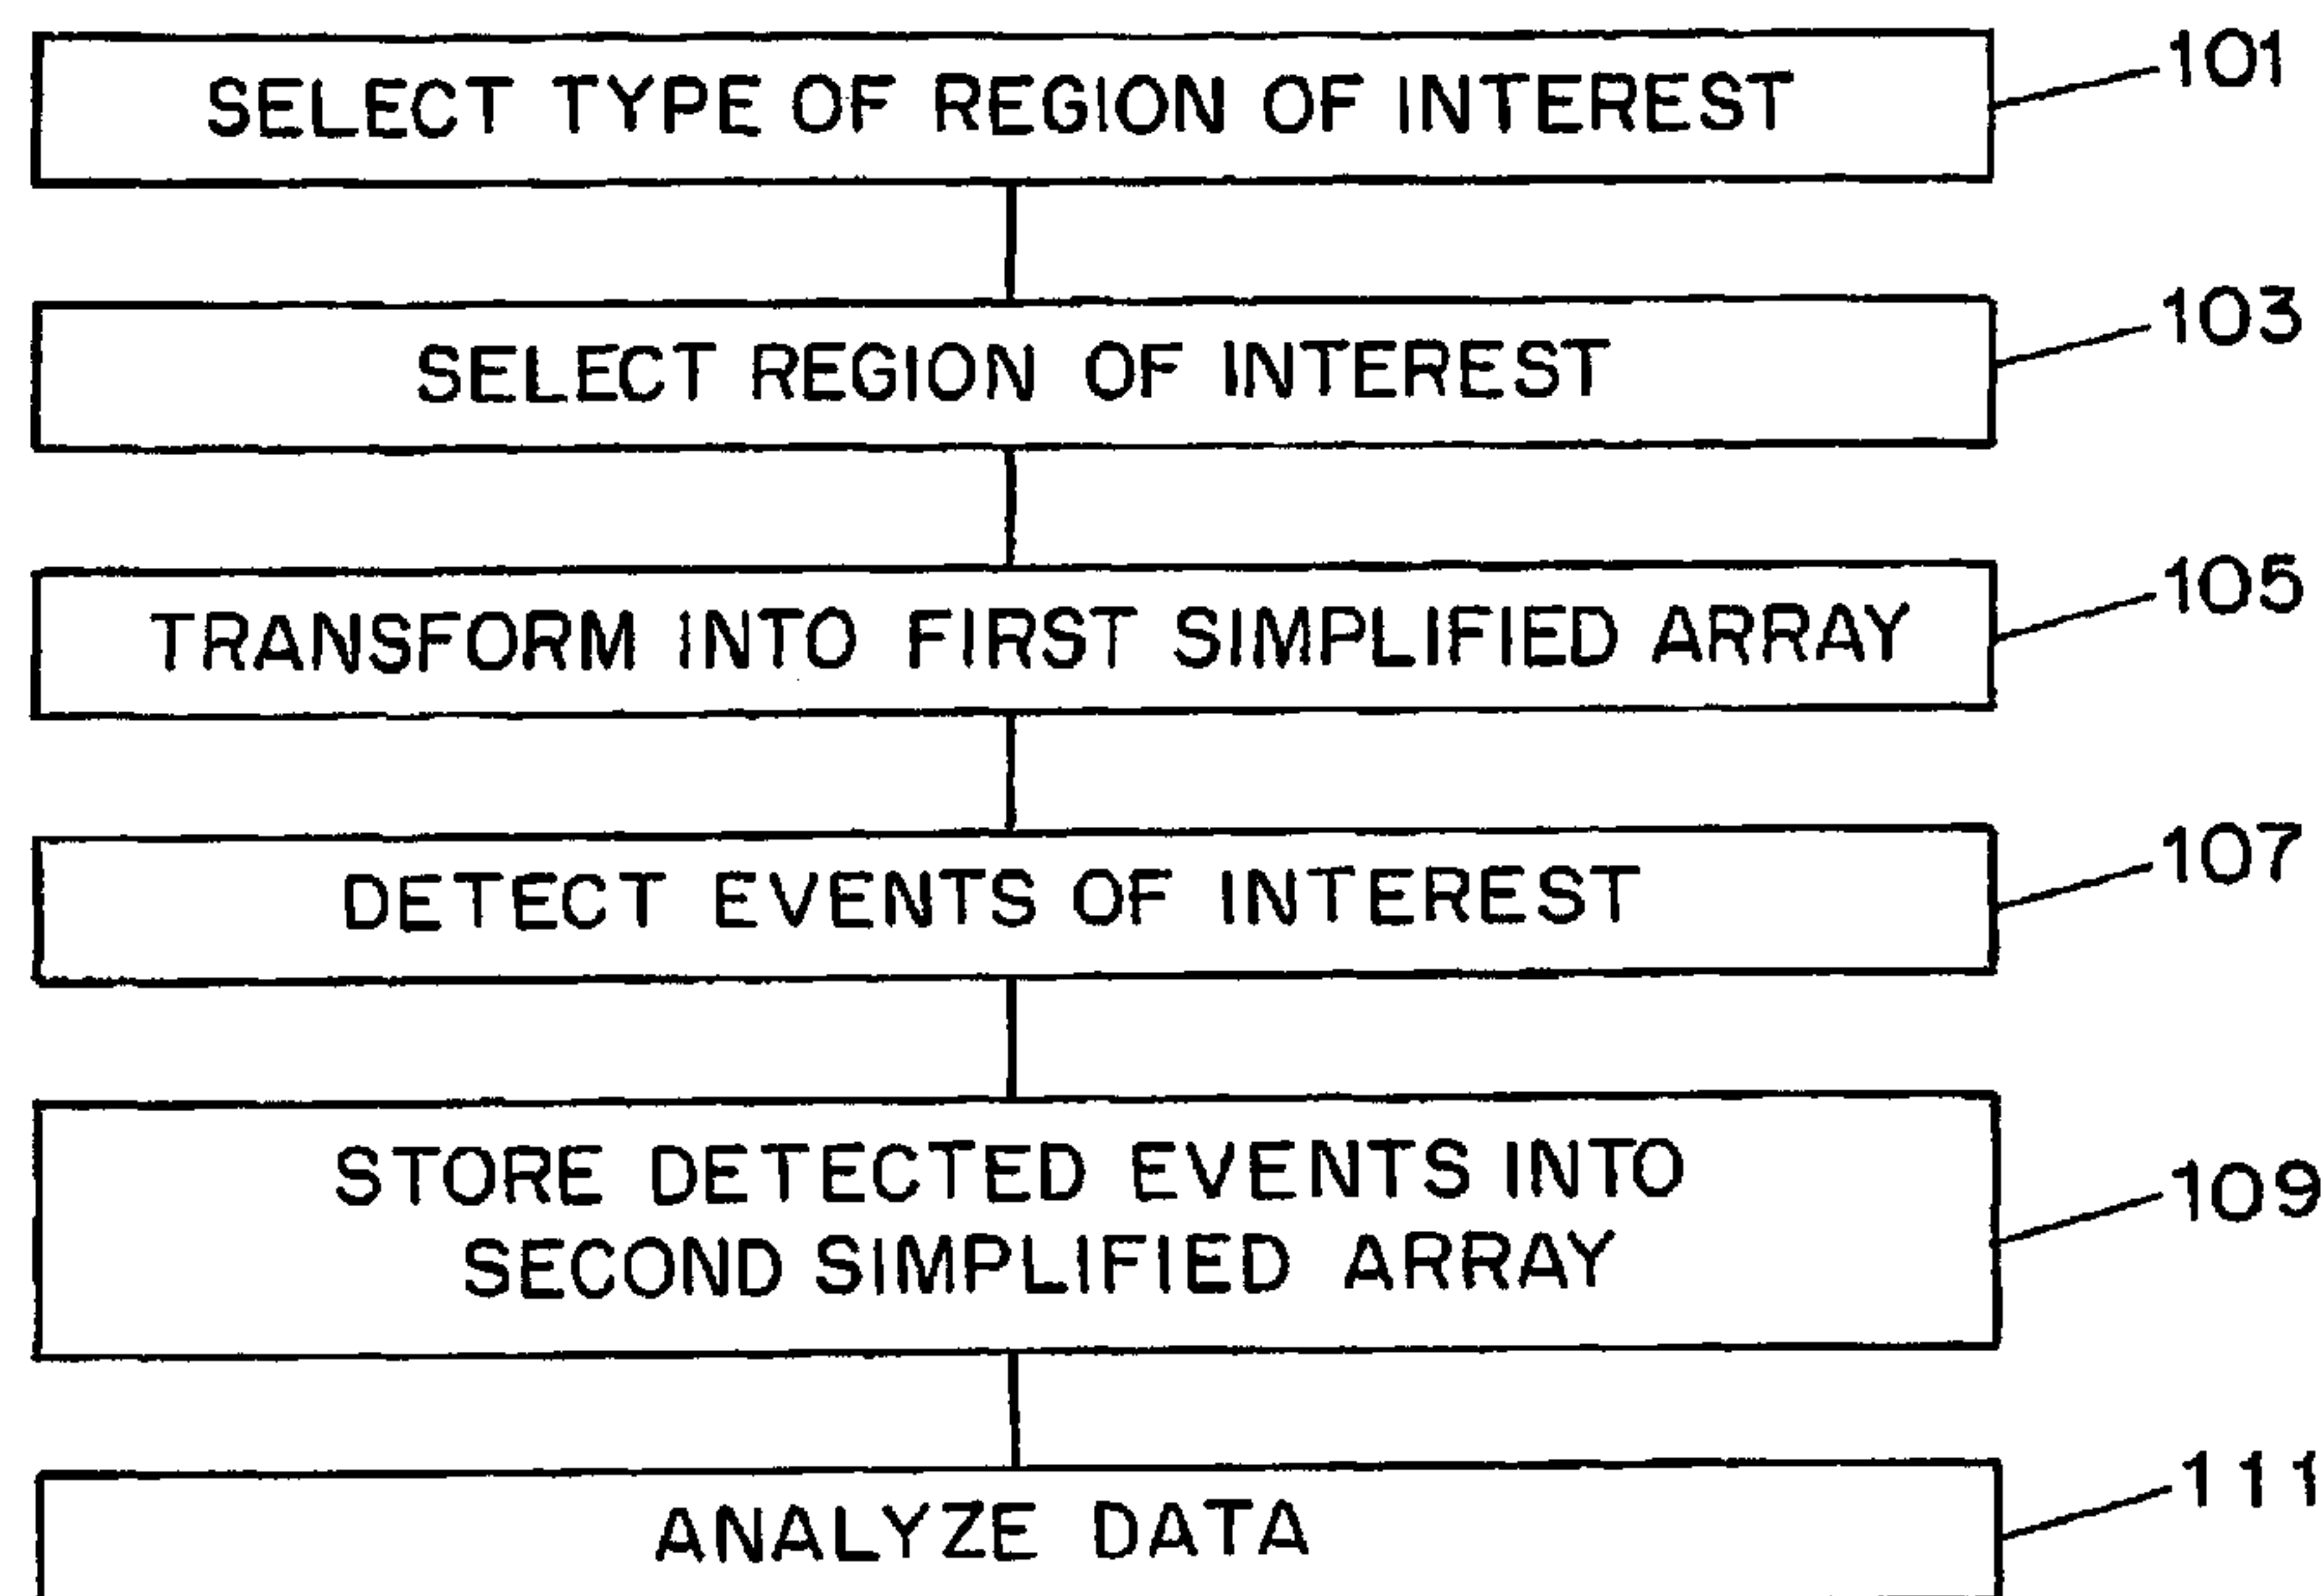 SELECT TYPE OF REGION OF INTEREST
101
SELECT REGION OF INTEREST
103
TRANSFORM INTO FIRST SIMPLIFIED ARRAY
105
DETECT EVENTS OF INTEREST
107
STORE DETECTED EVENTS INTO
SECOND SIMPLIFIED ARRAY
109
ANALYZE DATA
111